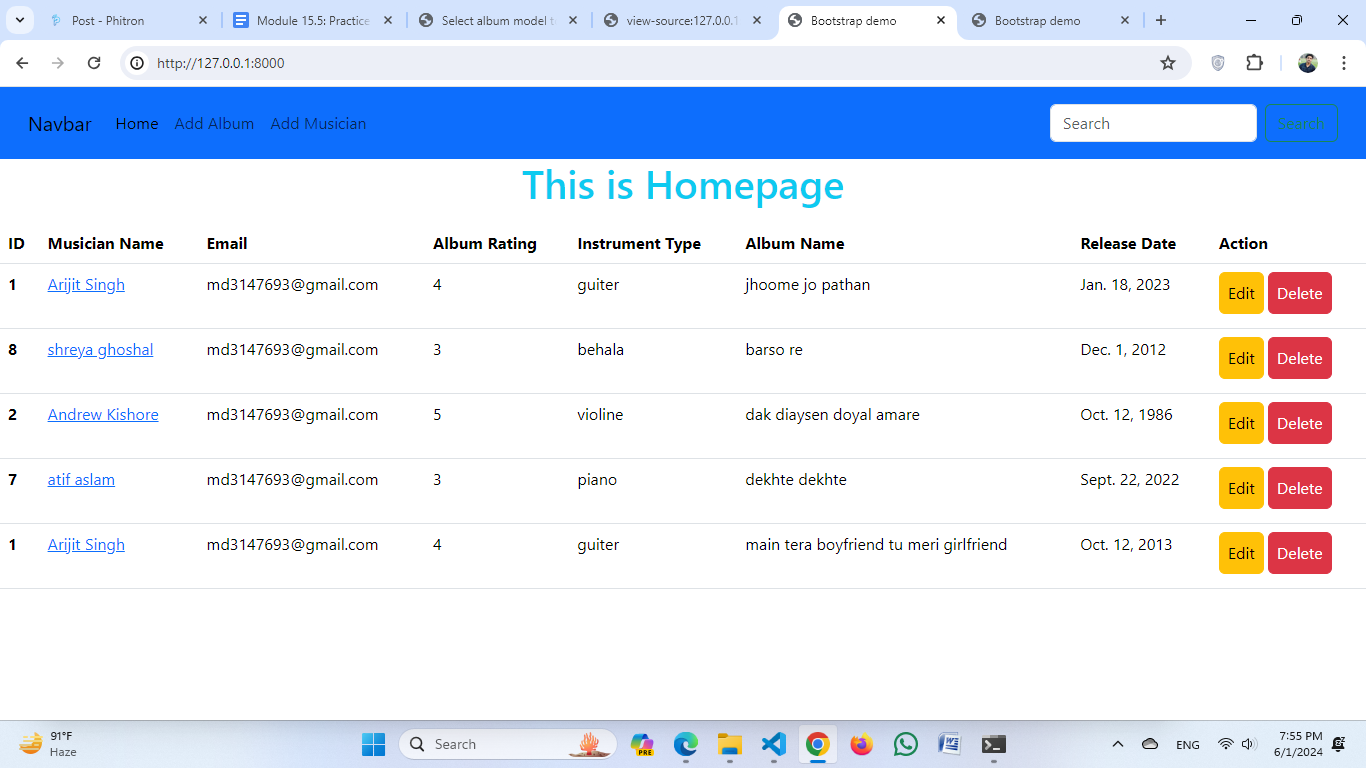 Post - Phitron
Module 15.5: Practice
Select album model t
view-source:127.0.0.1
Bootstrap demo
Bootstrap demo
http://127.0.0.1:8000
Navbar Home Add Album Add Musician Search Search
This is Homepage
ID Musician Name Email Album Rating Instrument Type Album Name Release Date Action
1 Arijit Singh md3147693@gmail.com 4 guiter jhoome jo pathan Jan. 18, 2023 Edit Delete
8 shreya ghoshal md3147693@gmail.com 3 behala barso re Dec. 1, 2012 Edit Delete
2 Andrew Kishore md3147693@gmail.com 5 violine dak diaysen doyal amare Oct. 12, 1986 Edit Delete
7 atif aslam md3147693@gmail.com 3 piano dekhte dekhte Sept. 22, 2022 Edit Delete
1 Arijit Singh md3147693@gmail.com 4 guiter main tera boyfriend tu meri girlfriend Oct. 12, 2013 Edit Delete
91°F
Haze
Search
PRE
ENG
7:55 PM
6/1/2024